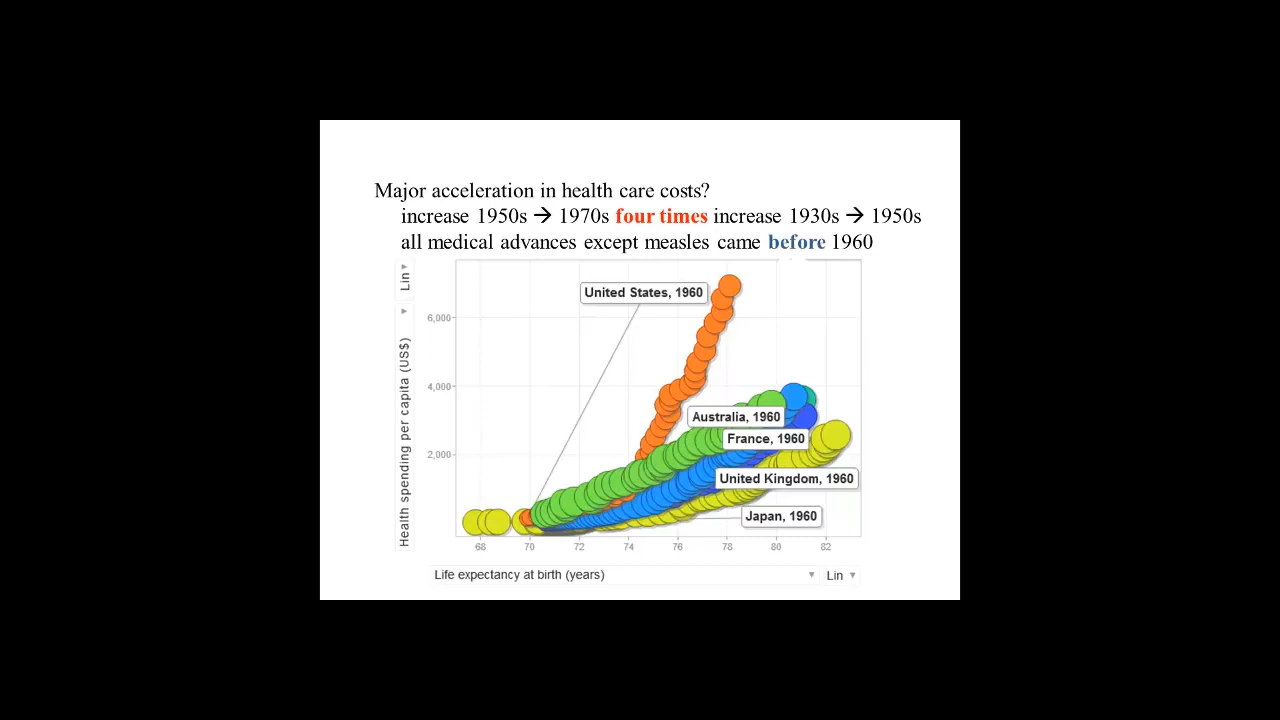 Major acceleration in health care costs?
increase 1950s → 1970s four times increase 1930s → 1950s
all medical advances except measles came before 1960
Lin
United States, 1960
6,000
Health spending per capita (US$)
4,000
Australia, 1960
France, 1960
2,000
United Kingdom, 1960
Japan, 1960
68 70 72 74 76 78 80 82
Life expectancy at birth (years) Lin